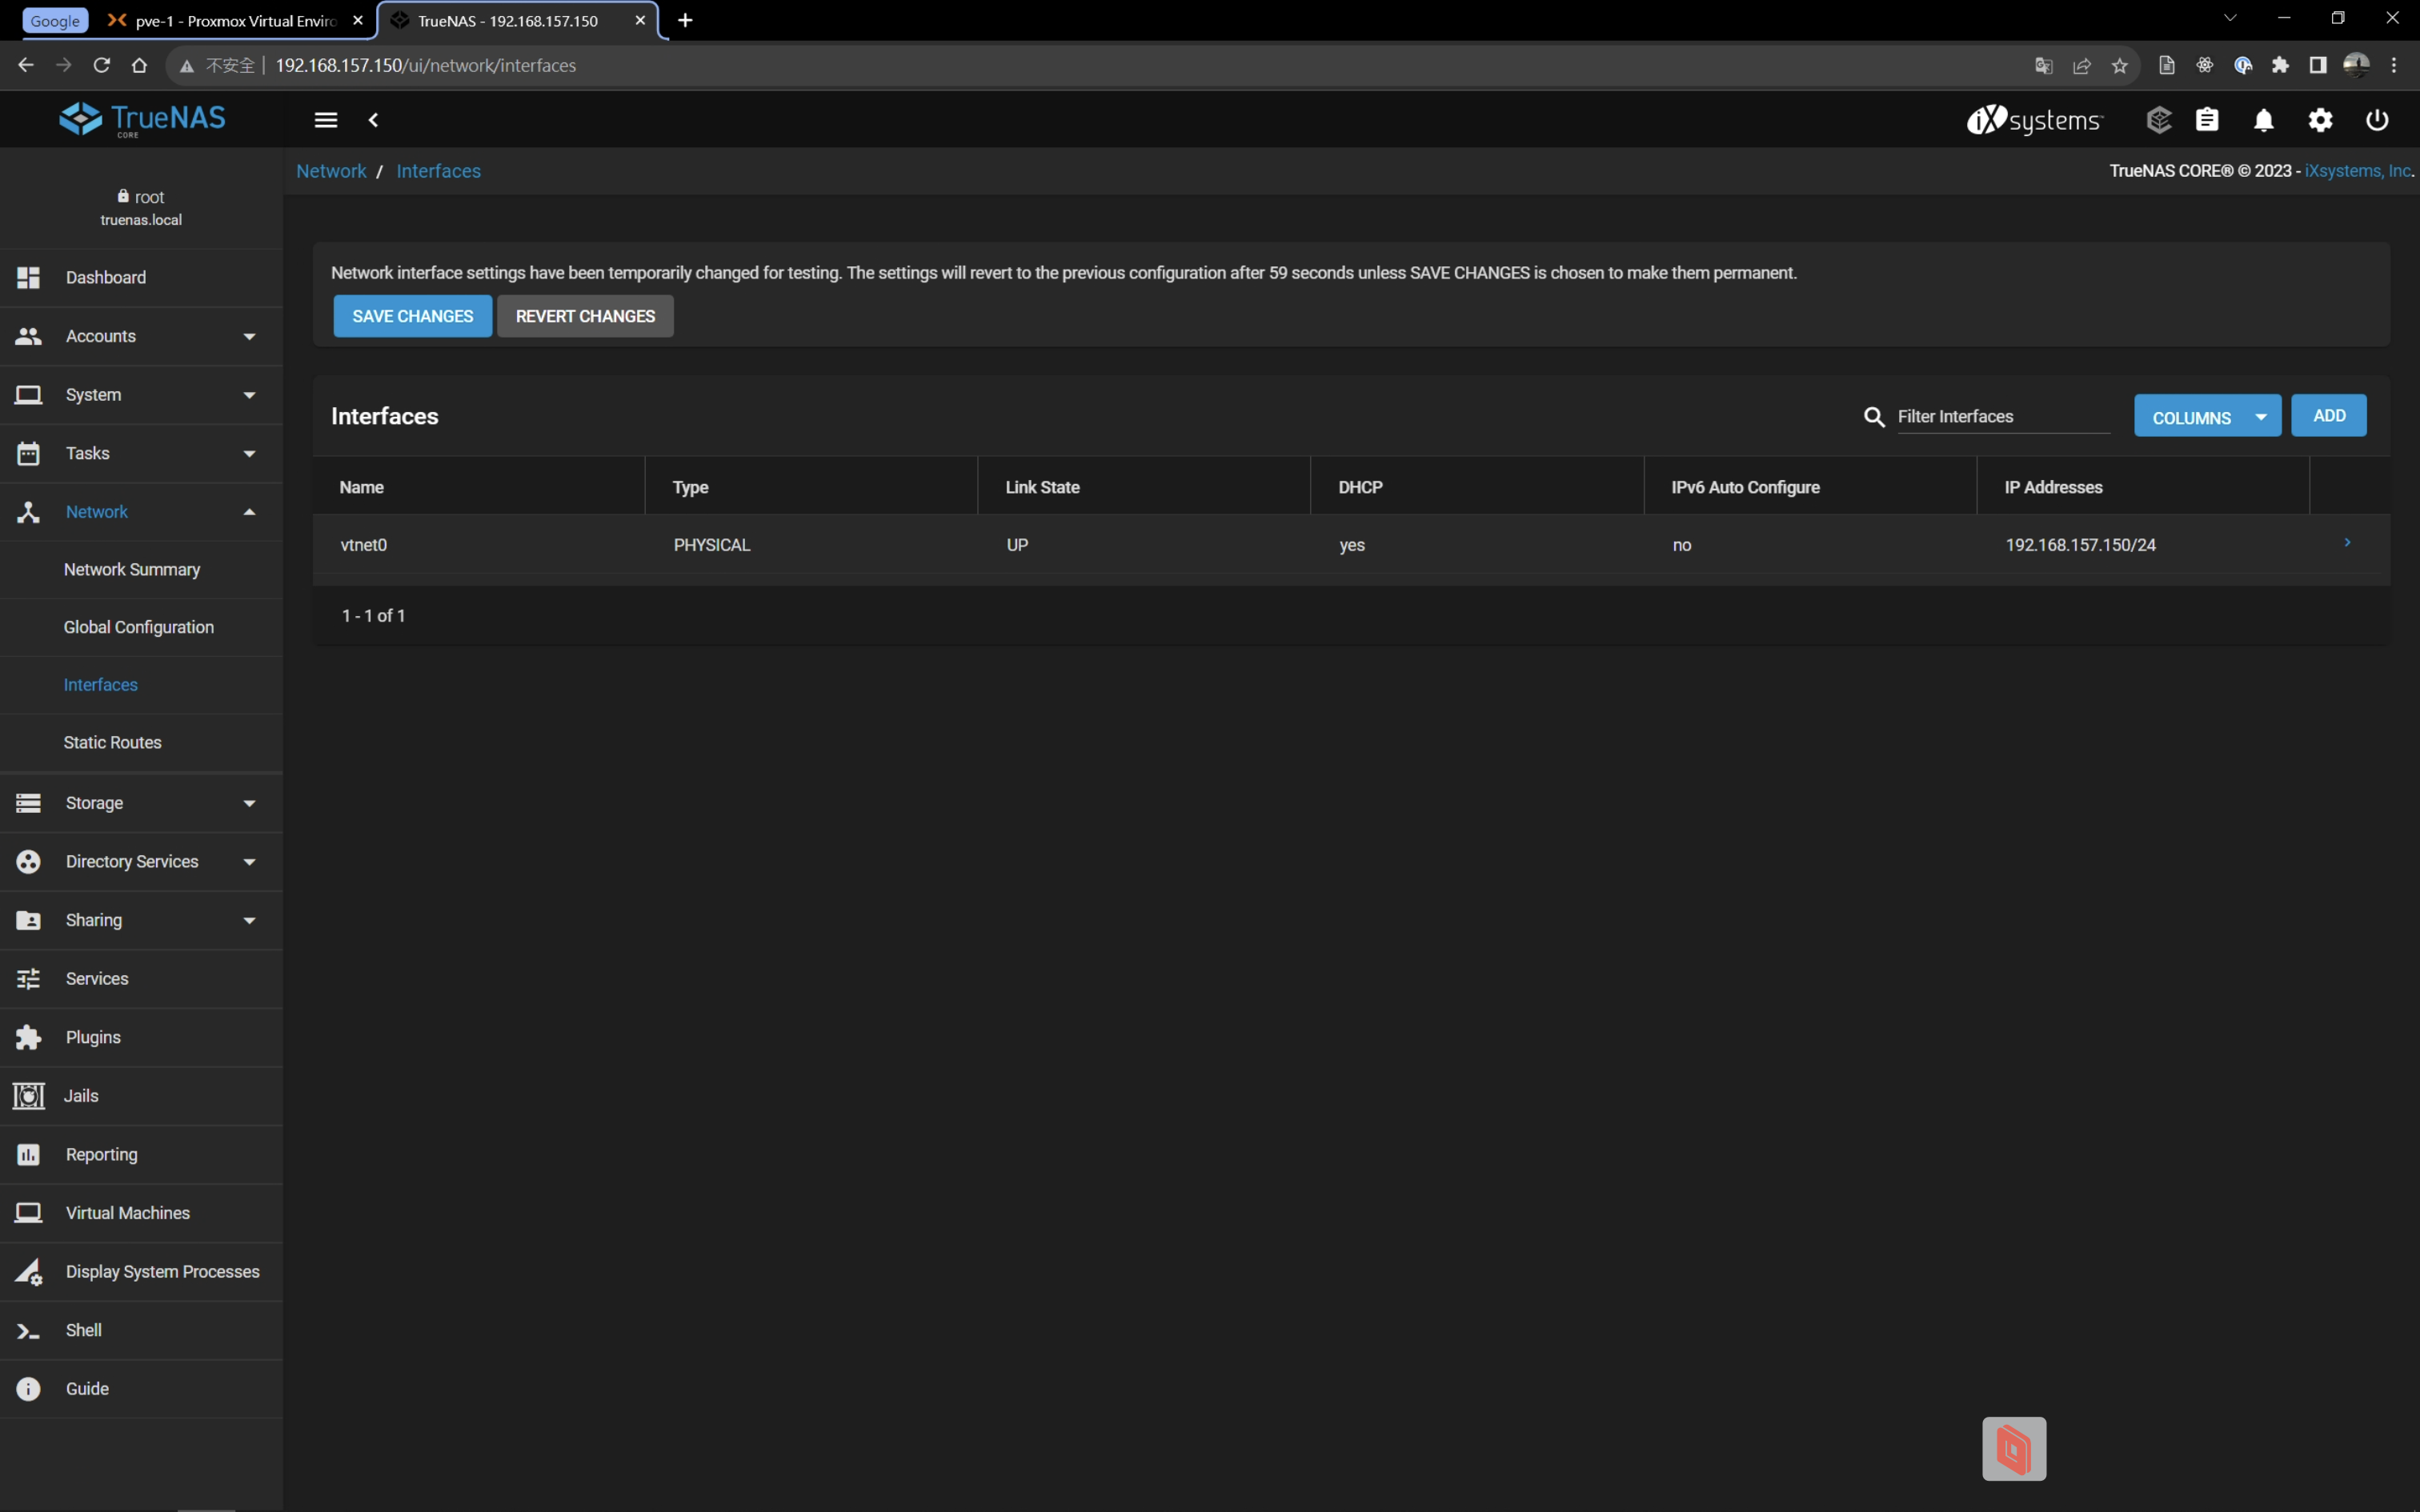 Google
pve-1 - Proxmox Virtual Enviro
TrueNAS - 192.168.157.150
不安全 192.168.157.150/ui/network/interfaces
TrueNAS
CORE
iXsystems
Network / Interfaces
TrueNAS CORE® © 2023 - iXsystems, Inc.
root
truenas.local
Dashboard
Accounts
System
Tasks
Network
Network Summary
Global Configuration
Interfaces
Static Routes
Storage
Directory Services
Sharing
Services
Plugins
Jails
Reporting
Virtual Machines
Display System Processes
Shell
Guide
Network interface settings have been temporarily changed for testing. The settings will revert to the previous configuration after 59 seconds unless SAVE CHANGES is chosen to make them permanent.
SAVE CHANGES REVERT CHANGES
Interfaces
Filter Interfaces COLUMNS ADD
Name Type Link State DHCP IPv6 Auto Configure IP Addresses
vtnet0 PHYSICAL UP yes no 192.168.157.150/24
1 - 1 of 1